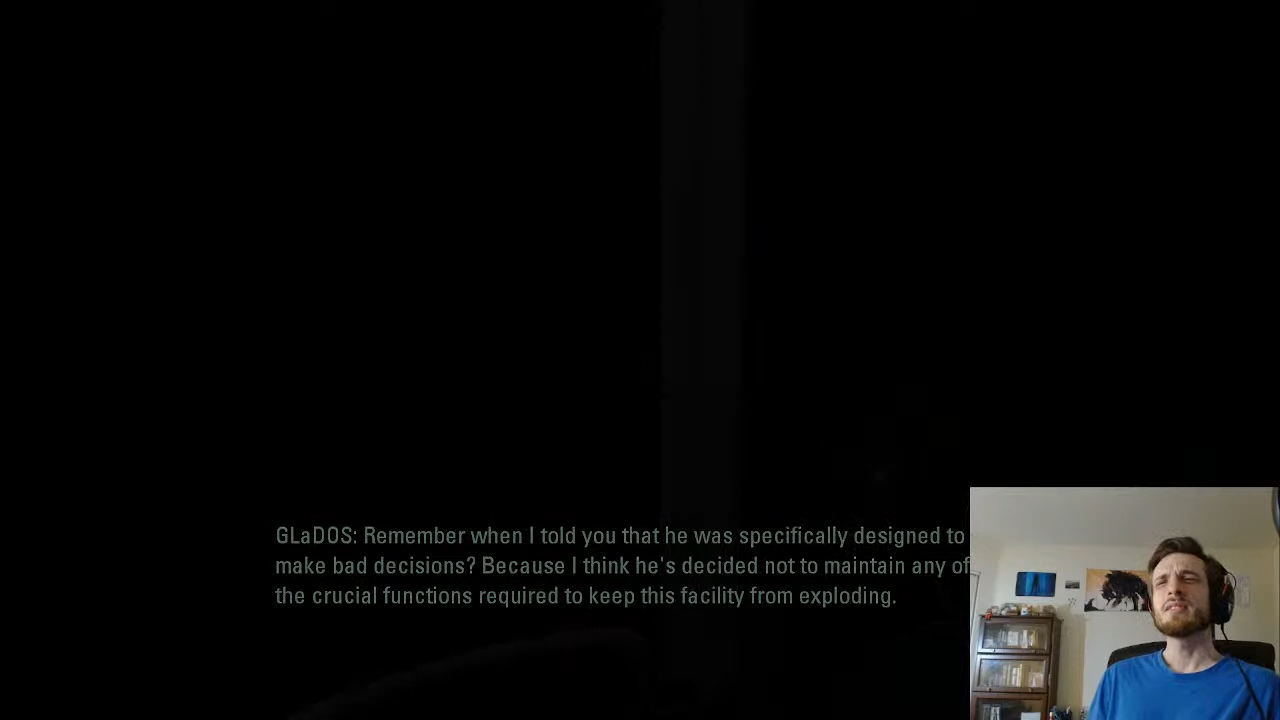 GLaDOS: Remember when I told you that he was specifically designed to
make bad decisions? Because I think he's decided not to maintain any of
the crucial functions required to keep this facility from exploding.